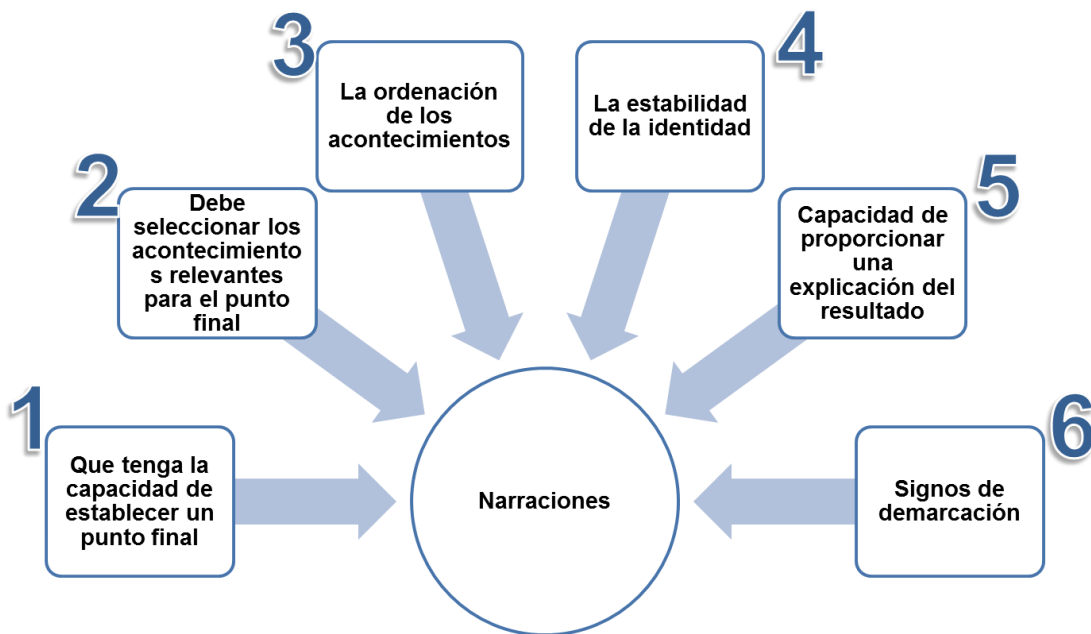 1
Que tenga la
capacidad de
establecer un
punto final
2
Debe
seleccionar los
acontecimiento
s relevantes
para el punto
final
3
La ordenación
de los
acontecimientos
4
La estabilidad
de la identidad
5
Capacidad de
proporcionar
una
explicación del
resultado
6
Signos de
demarcación
Narraciones